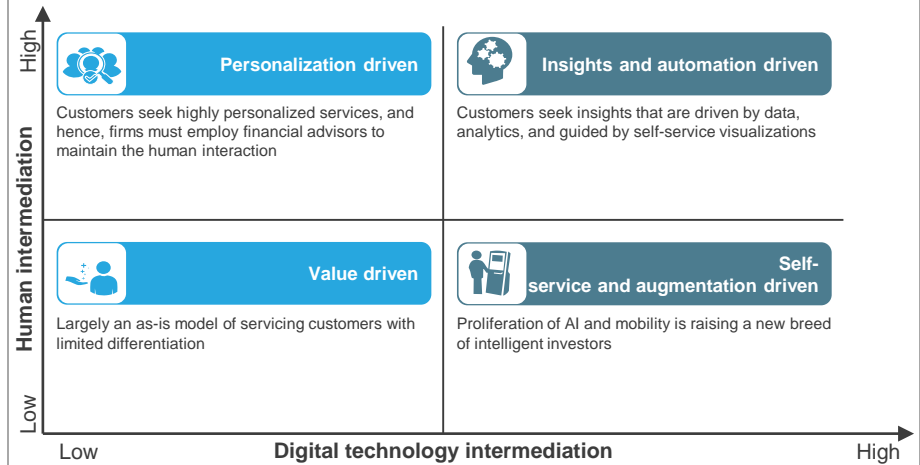 High
Human intermediation
Low
Personalization driven
Customers seek highly personalized services, and
hence, firms must employ financial advisors to
maintain the human interaction
Insights and automation driven
Customers seek insights that are driven by data,
analytics, and guided by self-service visualizations
Value driven
Largely an as-is model of servicing customers with
limited differentiation
Self-
service and augmentation driven
Proliferation of AI and mobility is raising a new breed
of intelligent investors
Low
Digital technology intermediation
High